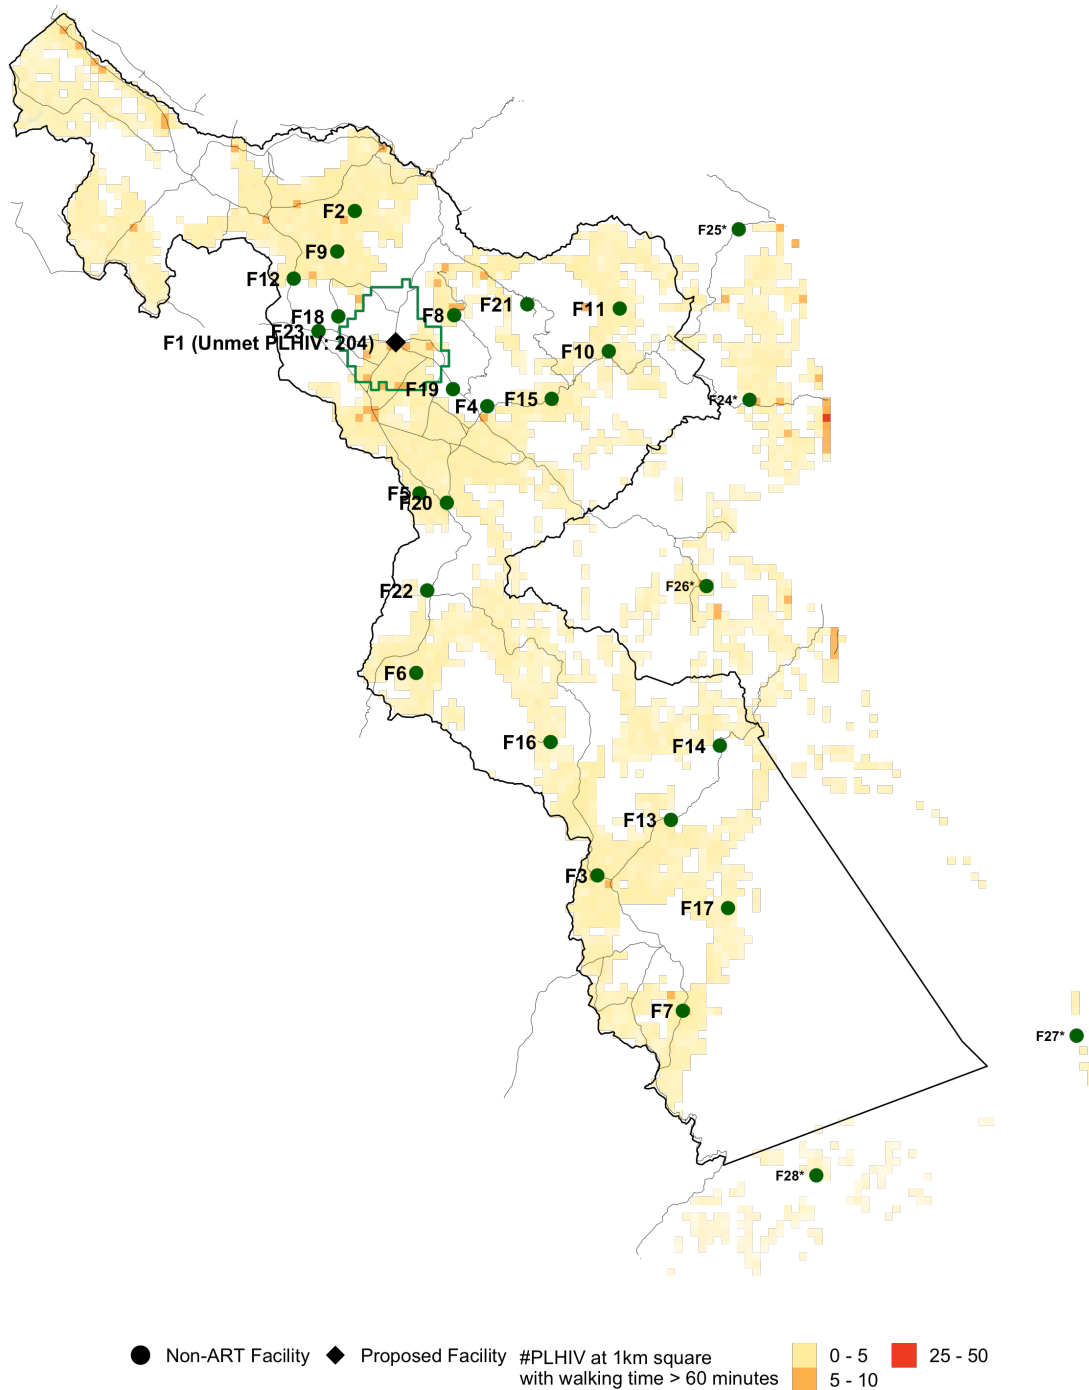 F2
F25*
F9
F12
F21
F11
F8
F18
F23
F1 (Unmet PLHIV: 204)
F10
F19
F15
F4
F24*
F5
F20
F26*
F22
F6
F16
F14
F13
F3
F17
F7
F27*
F28*
Non-ART Facility
Proposed Facility
#PLHIV at 1km square
with walking time > 60 minutes
0 - 5
5 - 10
25 - 50